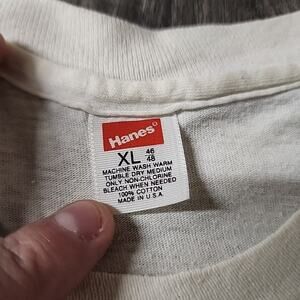 Hanes®
XL 46 48
MACHINE WASH WARM
TUMBLE DRY MEDIUM
ONLY NON-CHLORINE
BLEACH WHEN NEEDED
100% COTTON
MADE IN U.S.A.